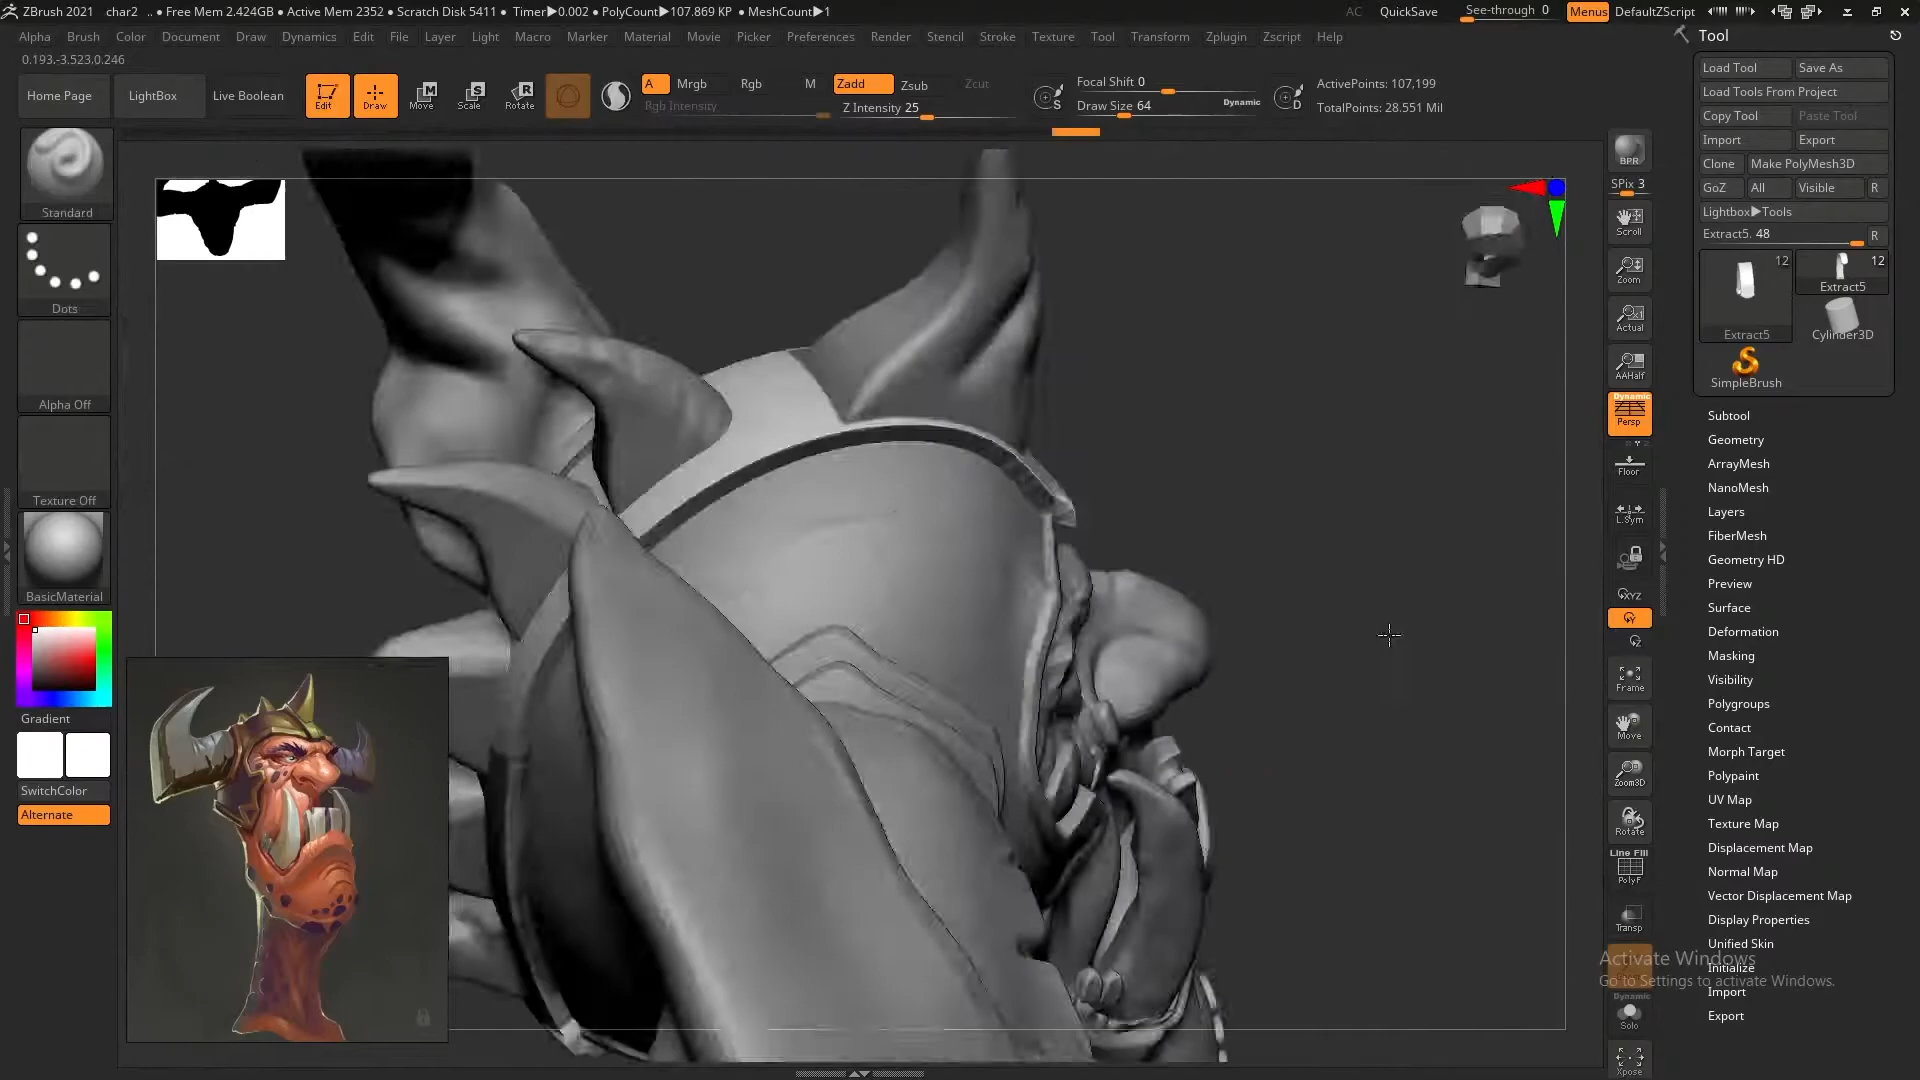 ZBrush 2021 char2 .. • Free Mem 2.424GB • Active Mem 2352 • Scratch Disk 5411 • Timer▶0.002 • PolyCount▶107.869 KP • MeshCount▶1 AC QuickSave See-through 0 Menus DefaultZScript
Alpha Brush Color Document Draw Dynamics Edit File Layer Light Macro Marker Material Movie Picker Preferences Render Stencil Stroke Texture Tool Transform Zplugin Zscript Help
0.193,-3.523,0.246
Home Page LightBox Live Boolean Edit Draw Move Scale Rotate
A Mrgb Rgb M Zadd Zsub Zcut
Rgb Intensity Z Intensity 25
S Focal Shift 0
Draw Size 64 Dynamic D
ActivePoints: 107,199
TotalPoints: 28.551 Mil
Standard
Dots
Alpha Off
Texture Off
BasicMaterial
Gradient
SwitchColor
Alternate
BPR
SPix 3
Scroll
Zoom
Actual
AAHalf
Dynamic
Persp
Floor
L.Sym
XYZ
Y
Z
Frame
Move
Zoom3D
Rotate
Line Fill
PolyF
Transp
Dynamic
Solo
Xpose
Tool
Load Tool Save As
Load Tools From Project
Copy Tool Paste Tool
Import Export
Clone Make PolyMesh3D
GoZ All Visible R
Lightbox▶Tools
Extract5. 48 R
12 12
Extract5
Extract5 Cylinder3D
SimpleBrush
Subtool
Geometry
ArrayMesh
NanoMesh
Layers
FiberMesh
Geometry HD
Preview
Surface
Deformation
Masking
Visibility
Polygroups
Contact
Morph Target
Polypaint
UV Map
Texture Map
Displacement Map
Normal Map
Vector Displacement Map
Display Properties
Unified Skin
Initialize
Import
Export
Activate Windows
Go to Settings to activate Windows.